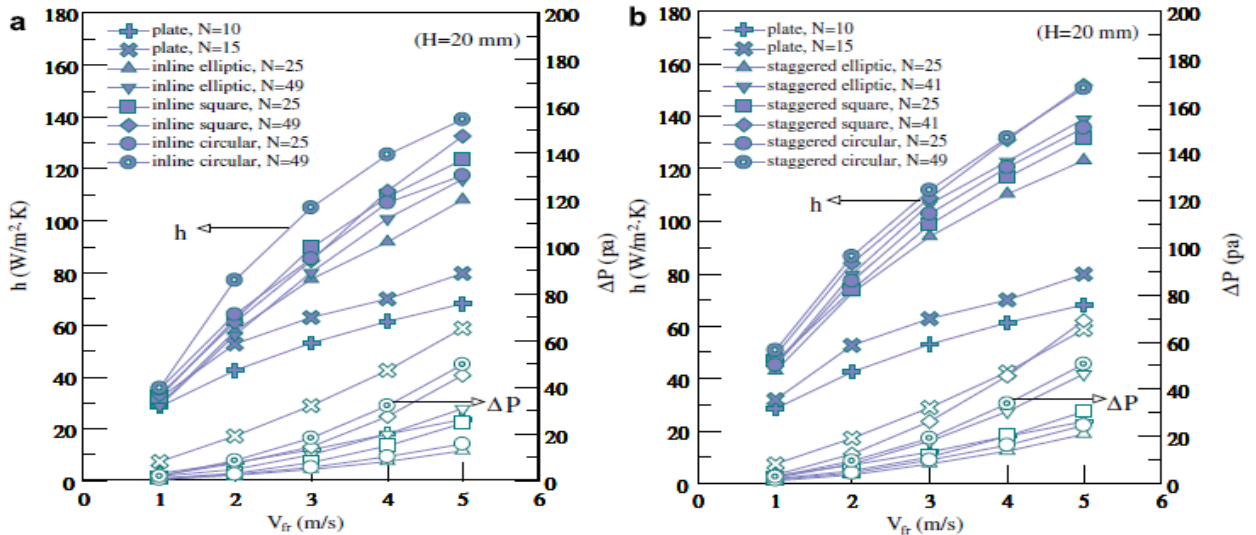 a
180
160
140
120
100
80
60
40
20
0
h (W/m²·K)
plate, N=10
plate, N=15
inline elliptic, N=25
inline elliptic, N=49
inline square, N=25
inline square, N=49
inline circular, N=25
inline circular, N=49
(H=20 mm)
h
ΔP
200
180
160
140
120
100
80
60
40
20
0
ΔP (pa)
0 1 2 3 4 5 6
V_fr (m/s)
b
180
160
140
120
100
80
60
40
20
0
h (W/m²·K)
plate, N=10
plate, N=15
staggered elliptic, N=25
staggered elliptic, N=41
staggered square, N=25
staggered square, N=41
staggered circular, N=25
staggered circular, N=49
(H=20 mm)
h
ΔP
200
180
160
140
120
100
80
60
40
20
0
ΔP (pa)
0 1 2 3 4 5 6
V_fr (m/s)